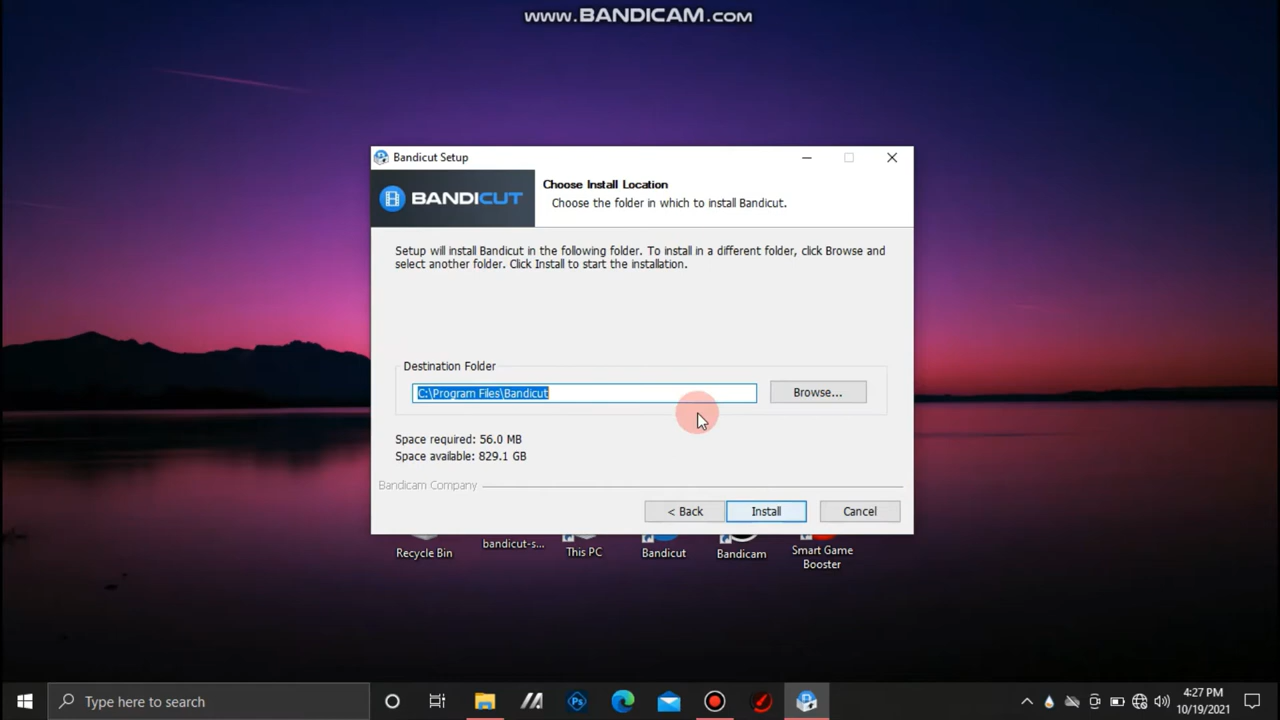 www.BANDICAM.COM
Bandicut Setup
BANDICUT
Choose Install Location
Choose the folder in which to install Bandicut.
Setup will install Bandicut in the following folder. To install in a different folder, click Browse and
select another folder. Click Install to start the installation.
Destination Folder
C:\Program Files\Bandicut
Browse...
Space required: 56.0 MB
Space available: 829.1 GB
Bandicam Company
< Back
Install
Cancel
Recycle Bin
bandicut-s...
This PC
Bandicut
Bandicam
Smart Game
Booster
Type here to search
Ps
4:27 PM
10/19/2021